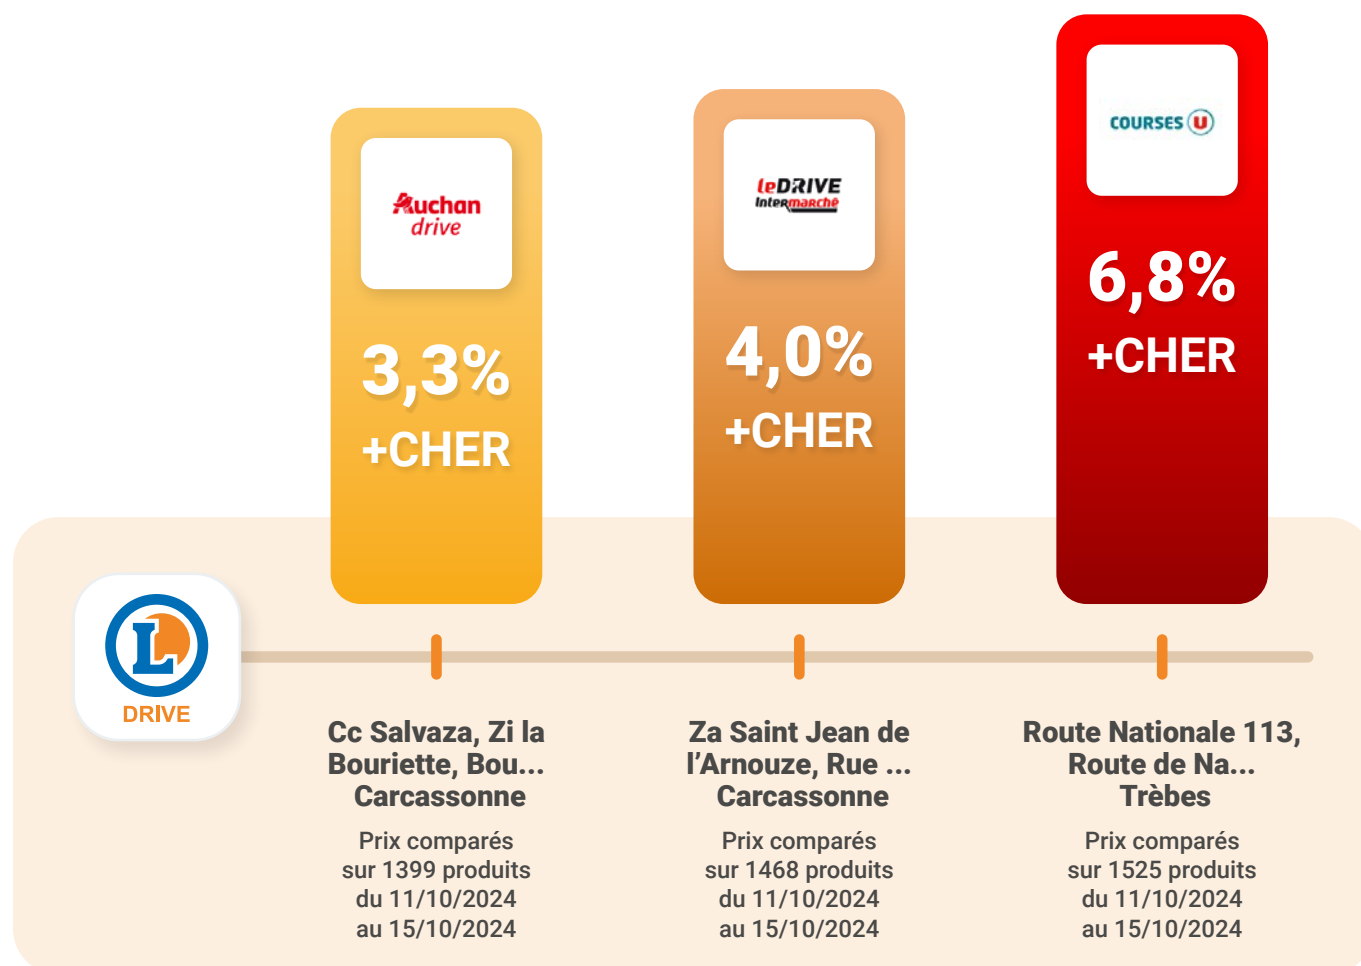 Auchan
drive
3,3%
+CHER
leDRIVE
Intermarché
4,0%
+CHER
COURSES U
6,8%
+CHER
L
DRIVE
Cc Salvaza, Zi la
Bouriette, Bou...
Carcassonne
Prix comparés
sur 1399 produits
du 11/10/2024
au 15/10/2024
Za Saint Jean de
l’Arnouze, Rue ...
Carcassonne
Prix comparés
sur 1468 produits
du 11/10/2024
au 15/10/2024
Route Nationale 113,
Route de Na...
Trèbes
Prix comparés
sur 1525 produits
du 11/10/2024
au 15/10/2024